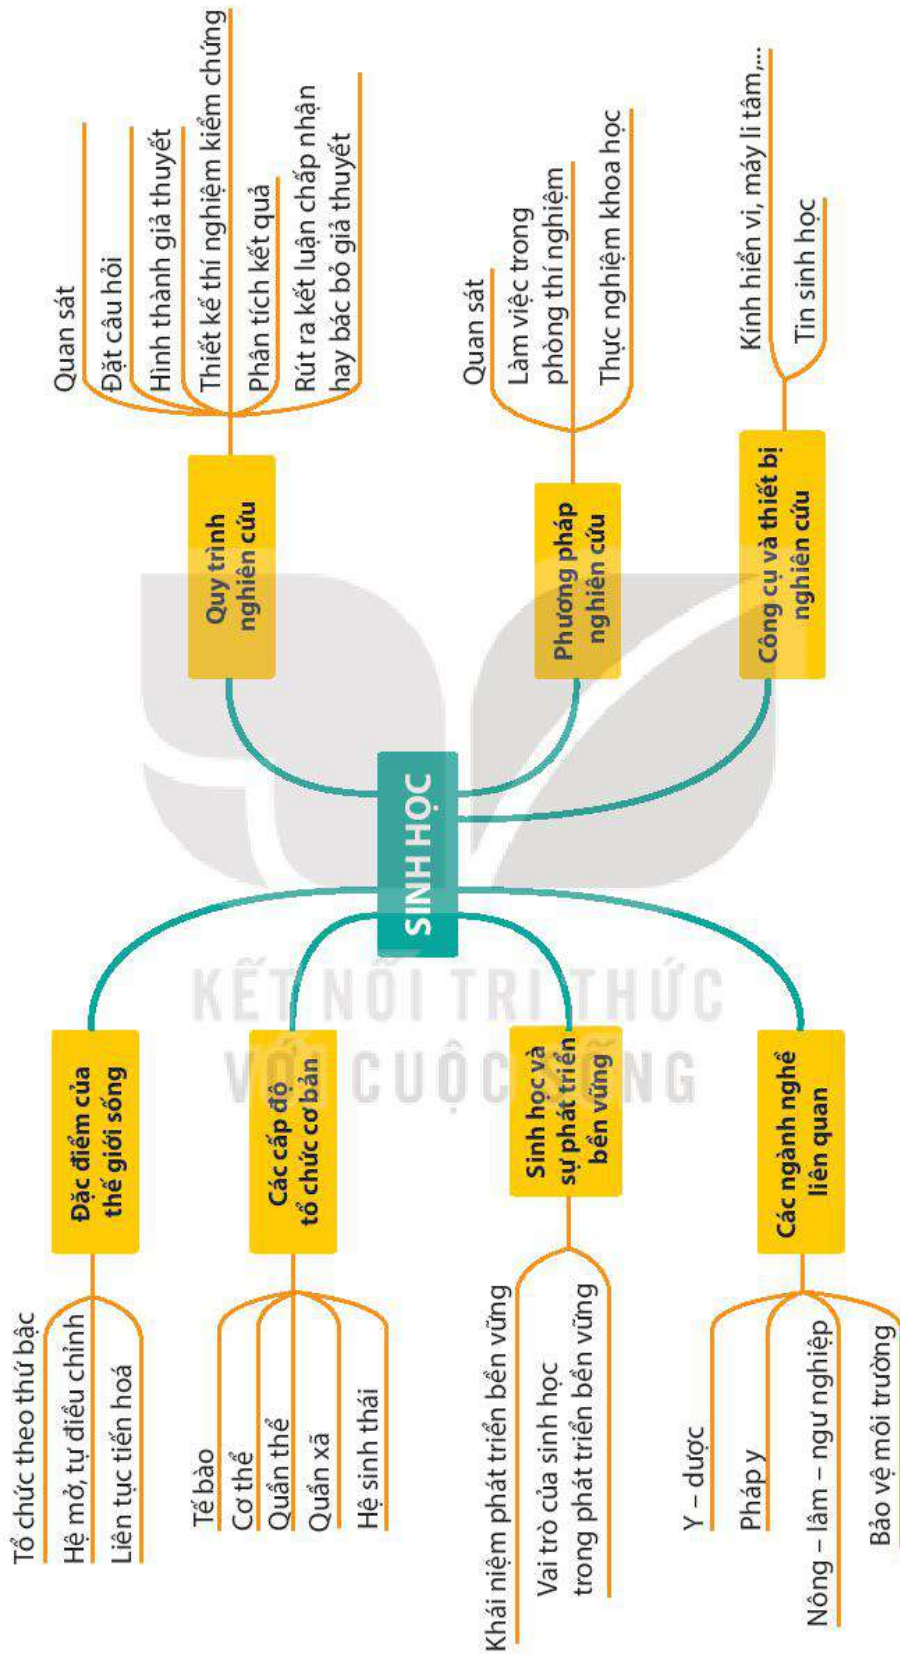 SINH HỌC
Đặc điểm của
thế giới sống
Tổ chức theo thứ bậc
Hệ mở, tự điều chỉnh
Liên tục tiến hoá
Các cấp độ
tổ chức cơ bản
Tế bào
Cơ thể
Quần thể
Quần xã
Hệ sinh thái
Sinh học và
sự phát triển
bền vững
Khái niệm phát triển bền vững
Vai trò của sinh học
trong phát triển bền vững
Các ngành nghề
liên quan
Y – dược
Pháp y
Nông – lâm – ngư nghiệp
Bảo vệ môi trường
Quy trình
nghiên cứu
Quan sát
Đặt câu hỏi
Hình thành giả thuyết
Thiết kế thí nghiệm kiểm chứng
Phân tích kết quả
Rút ra kết luận chấp nhận
hay bác bỏ giả thuyết
Phương pháp
nghiên cứu
Quan sát
Làm việc trong
phòng thí nghiệm
Thực nghiệm khoa học
Công cụ và thiết bị
nghiên cứu
Kính hiển vi, máy li tâm,...
Tin sinh học
KẾT NỐI TRI THỨC
VỚI CUỘC SỐNG